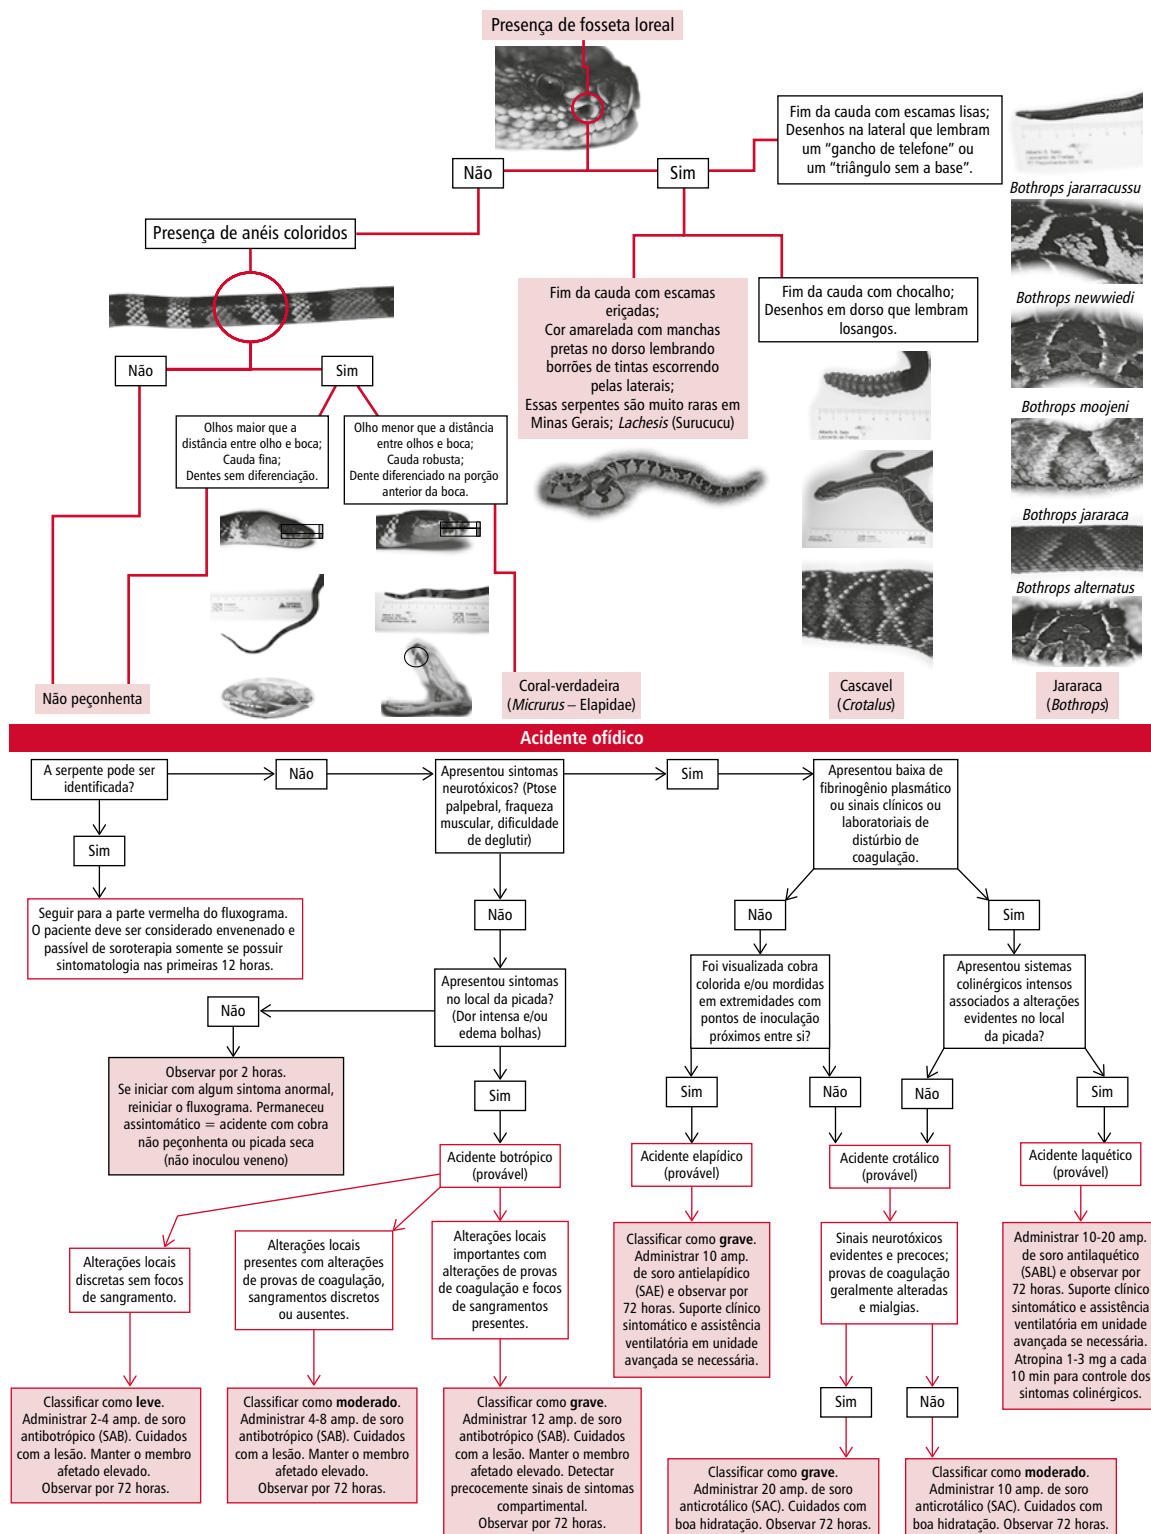 Presença de fosseta loreal
Fim da cauda com escamas lisas;
Desenhos na lateral que lembram
um “gancho de telefone” ou
um “triângulo sem a base”.
Não
Sim
Bothrops jararracussu
Presença de anéis coloridos
Fim da cauda com escamas
eriçadas;
Cor amarelada com manchas
pretas no dorso lembrando
borrões de tintas escorrendo
pelas laterais;
Essas serpentes são muito raras em
Minas Gerais; Lachesis (Surucucu)
Fim da cauda com chocalho;
Desenhos em dorso que lembram
losangos.
Bothrops newwiedi
Não
Sim
Bothrops moojeni
Olhos maior que a
distância entre olho e boca;
Cauda fina;
Dentes sem diferenciação.
Olho menor que a distância
entre olhos e boca;
Cauda robusta;
Dente diferenciado na porção
anterior da boca.
Bothrops jararaca
Bothrops alternatus
Não peçonhenta
Coral-verdadeira
(Micrurus – Elapidae)
Cascavel
(Crotalus)
Jararaca
(Bothrops)
Acidente ofídico
A serpente pode ser
identificada?
Não
Apresentou sintomas
neurotóxicos? (Ptose
palpebral, fraqueza
muscular, dificuldade
de deglutir)
Sim
Apresentou baixa de
fibrinogênio plasmático
ou sinais clínicos ou
laboratoriais de
distúrbio de
coagulação.
Sim
Seguir para a parte vermelha do fluxograma.
O paciente deve ser considerado envenenado e
passível de soroterapia somente se possuir
sintomatologia nas primeiras 12 horas.
Não
Não
Sim
Apresentou sintomas
no local da picada?
(Dor intensa e/ou
edema bolhas)
Foi visualizada cobra
colorida e/ou mordidas
em extremidades com
pontos de inoculação
próximos entre si?
Apresentou sistemas
colinérgicos intensos
associados a alterações
evidentes no local
da picada?
Não
Observar por 2 horas.
Se iniciar com algum sintoma anormal,
reiniciar o fluxograma. Permaneceu
assintomático = acidente com cobra
não peçonhenta ou picada seca
(não inoculou veneno)
Sim
Sim
Não
Não
Sim
Acidente botrópico
(provável)
Acidente elapídico
(provável)
Acidente crotálico
(provável)
Acidente laquético
(provável)
Alterações locais
discretas sem focos
de sangramento.
Alterações locais
presentes com alterações
de provas de coagulação,
sangramentos discretos
ou ausentes.
Alterações locais
importantes com
alterações de provas
de coagulação e focos
de sangramentos
presentes.
Classificar como grave.
Administrar 10 amp.
de soro antielapídico
(SAE) e observar por
72 horas. Suporte clínico
sintomático e assistência
ventilatória em unidade
avançada se necessária.
Sinais neurotóxicos
evidentes e precoces;
provas de coagulação
geralmente alteradas
e mialgias.
Administrar 10-20 amp.
de soro antilaquético
(SABL) e observar por
72 horas. Suporte clínico
sintomático e assistência
ventilatória em unidade
avançada se necessária.
Atropina 1-3 mg a cada
10 min para controle dos
sintomas colinérgicos.
Classificar como leve.
Administrar 2-4 amp. de soro
antibotrópico (SAB). Cuidados
com a lesão. Manter o membro
afetado elevado.
Observar por 72 horas.
Classificar como moderado.
Administrar 4-8 amp. de soro
antibotrópico (SAB). Cuidados
com a lesão. Manter o membro
afetado elevado.
Observar por 72 horas.
Classificar como grave.
Administrar 12 amp. de soro
antibotrópico (SAB). Cuidados
com a lesão. Manter o membro
afetado elevado. Detectar
precocemente sinais de sintomas
compartimental.
Observar por 72 horas.
Sim
Não
Classificar como grave.
Administrar 20 amp. de soro
anticrotálico (SAC). Cuidados com
boa hidratação. Observar 72 horas.
Classificar como moderado.
Administrar 10 amp. de soro
anticrotálico (SAC). Cuidados com
boa hidratação. Observar 72 horas.